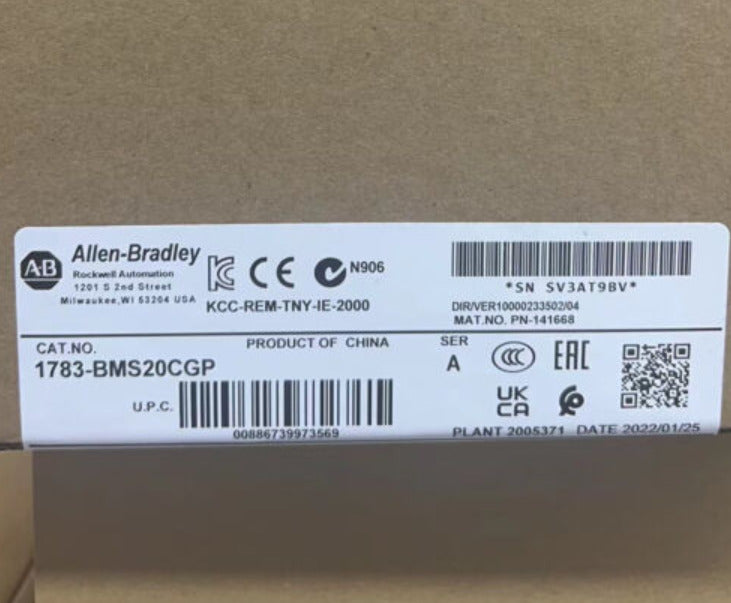 A-B
Allen-Bradley
Rockwell Automation
1201 S 2nd Street
Milwaukee, WI 53204 USA
CE
N906
KCC-REM-TNY-IE-2000
*SN SV3AT9BV*
DIR/VER10000233502/04
MAT.NO. PN-141668
CAT.NO.
PRODUCT OF CHINA
SER
1783-BMS20CGP
A
CCC
EAC
U.P.C.
00886739973569
UK
CA
PLANT 2005371 DATE 2022/01/25